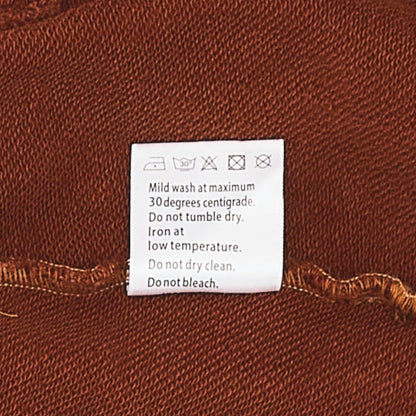 30°
Mild wash at maximum
30 degrees centigrade.
Do not tumble dry.
Iron at
low temperature.
Do not dry clean.
Do not bleach.